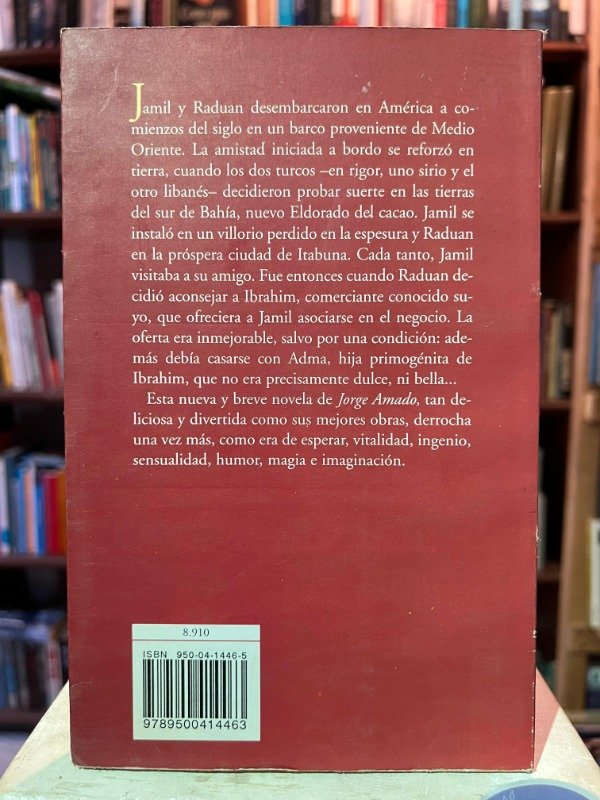 Jamil y Raduan desembarcaron en América a co-
mienzos del siglo en un barco proveniente de Medio
Oriente. La amistad iniciada a bordo se reforzó en
tierra, cuando los dos turcos –en rigor, uno sirio y el
otro libanés– decidieron probar suerte en las tierras
del sur de Bahía, nuevo Eldorado del cacao. Jamil se
instaló en un villorio perdido en la espesura y Raduan
en la próspera ciudad de Itabuna. Cada tanto, Jamil
visitaba a su amigo. Fue entonces cuando Raduan de-
cidió aconsejar a Ibrahim, comerciante conocido su-
yo, que ofreciera a Jamil asociarse en el negocio. La
oferta era inmejorable, salvo por una condición: ade-
más debía casarse con Adma, hija primogénita de
Ibrahim, que no era precisamente dulce, ni bella...
Esta nueva y breve novela de Jorge Amado, tan de-
liciosa y divertida como sus mejores obras, derrocha
una vez más, como era de esperar, vitalidad, ingenio,
sensualidad, humor, magia e imaginación.
8.910
ISBN 950-04-1446-5
9789500414463